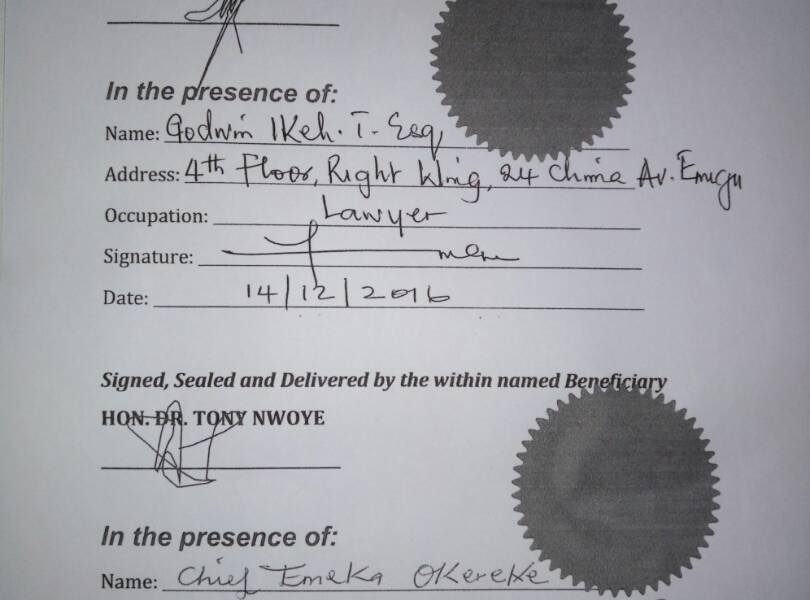 In the presence of:
Name: Godwin Ikeh. T. Esq
Address: 4th Floor, Right Wing, 24 Chima Av. Enugu
Occupation: Lawyer
Signature:
Date: 14/12/2016
Signed, Sealed and Delivered by the within named Beneficiary
HON. DR. TONY NWOYE
In the presence of:
Name: Chief Emeka Okereke